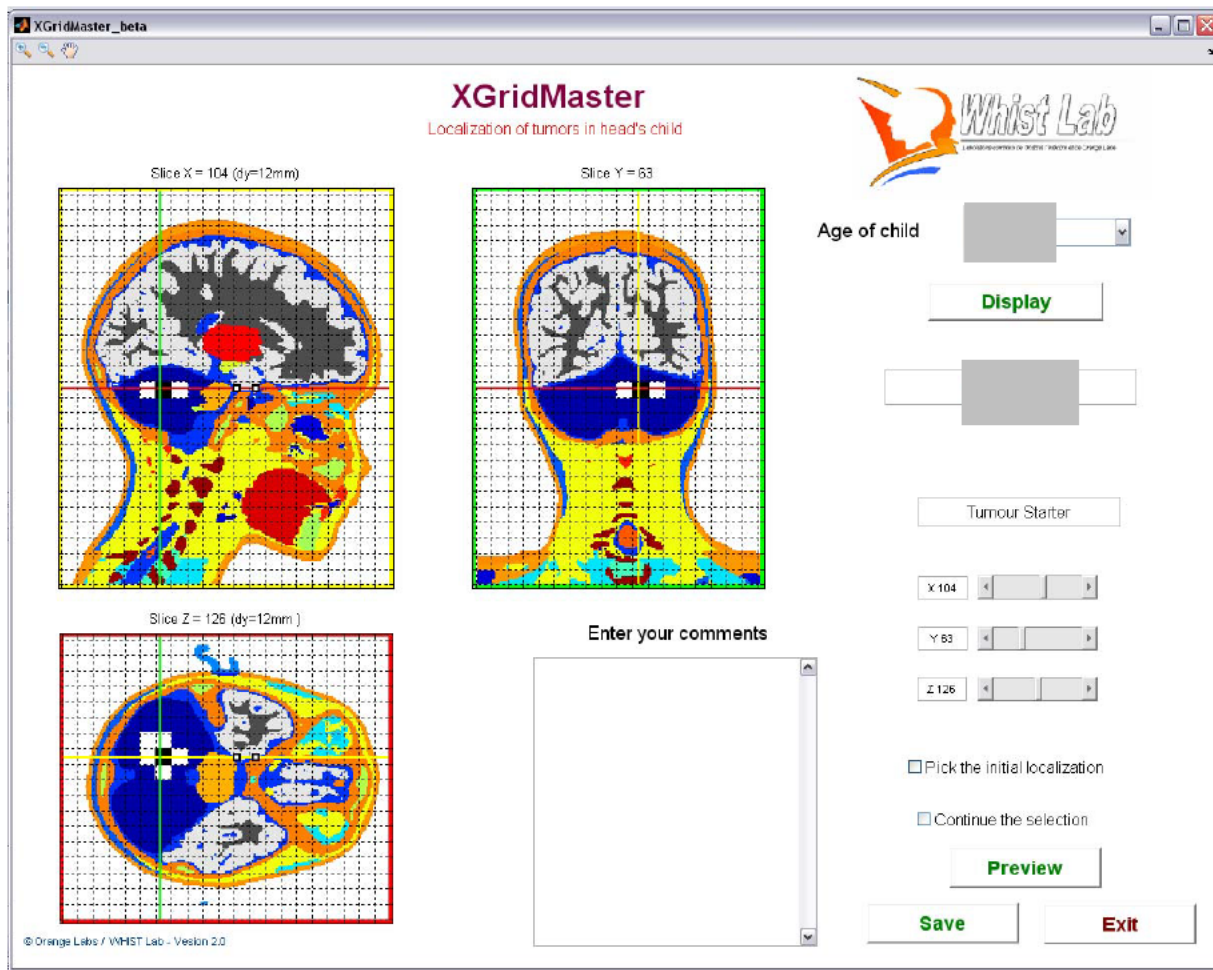 XGridMaster_beta
XGridMaster
Localization of tumors in head's child
Whist Lab
Slice X = 104 (dy=12mm)
Slice Y = 63
Age of child
Display
Tumour Starter
X 104
Y 63
Z 126
Slice Z = 126 (dy=12mm )
Enter your comments
Pick the initial localization
Continue the selection
Preview
Save
Exit
© Orange Labs / WHIST Lab - Vesion 2.0